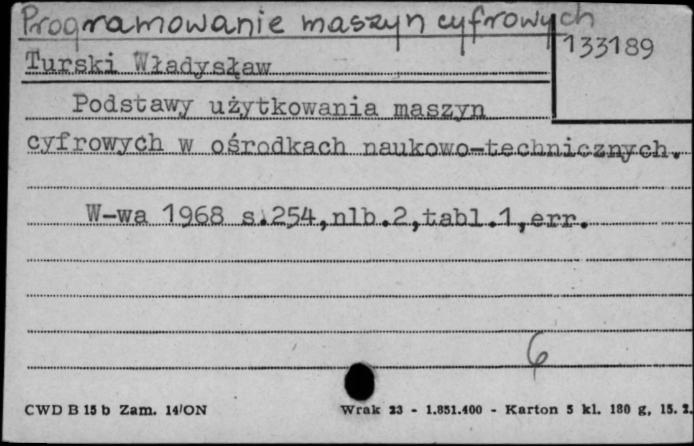 Programowanie maszyn cyfrowych
133189
Turski Władysław
Podstawy użytkowania maszyn
cyfrowych w ośrodkach naukowo-technicznych.
W-wa 1968 s.254,nlb.2,tabl.1,err.
6
CWD B 15 b Zam. 14/ON
Wrak 23 - 1.851.400 - Karton 5 kl. 180 g, 15. 2.